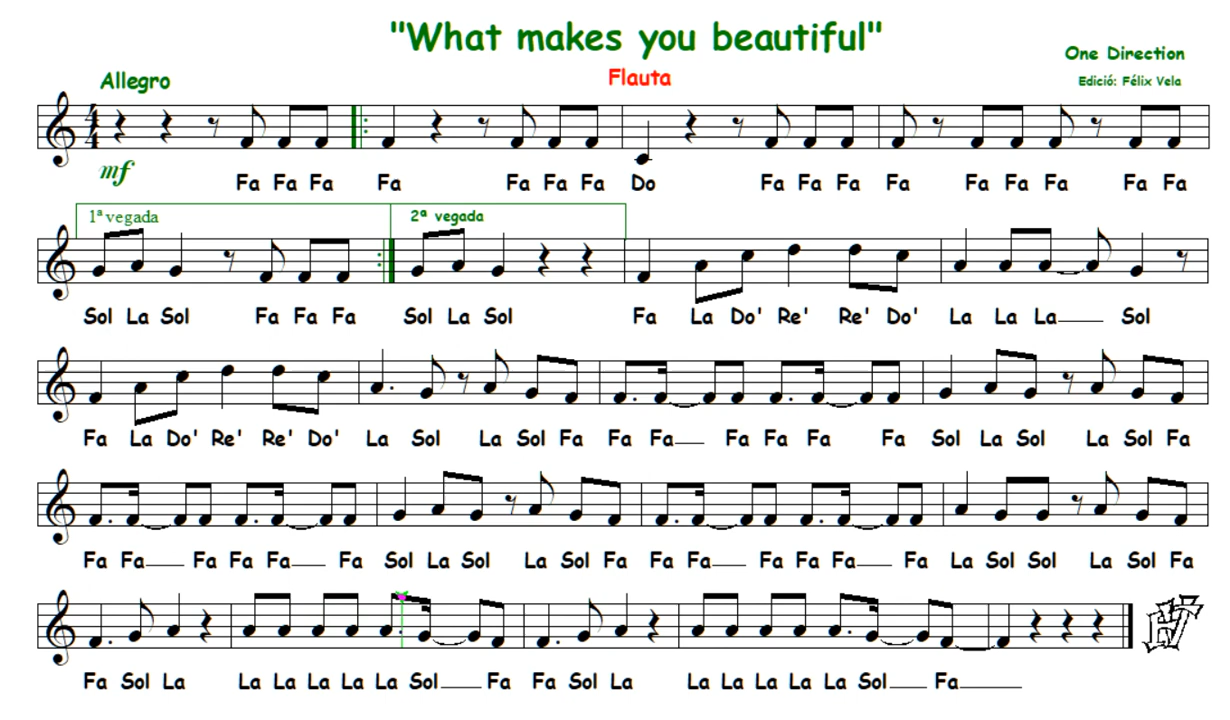 "What makes you beautiful"
One Direction
Allegro
Flauta
Edició: Félix Vela
mf
Fa Fa Fa Fa Fa Fa Fa Do Fa Fa Fa Fa Fa Fa Fa Fa Fa
1ª vegada 2ª vegada
Sol La Sol Fa Fa Fa Sol La Sol Fa La Do' Re' Re' Do' La La La Sol
Fa La Do' Re' Re' Do' La Sol La Sol Fa Fa Fa Fa Fa Fa Fa Sol La Sol La Sol Fa
Fa Fa Fa Fa Fa Fa Sol La Sol La Sol Fa Fa Fa Fa Fa Fa Fa La Sol Sol La Sol Fa
Fa Sol La La La La La La Sol Fa Fa Sol La La La La La La Sol Fa